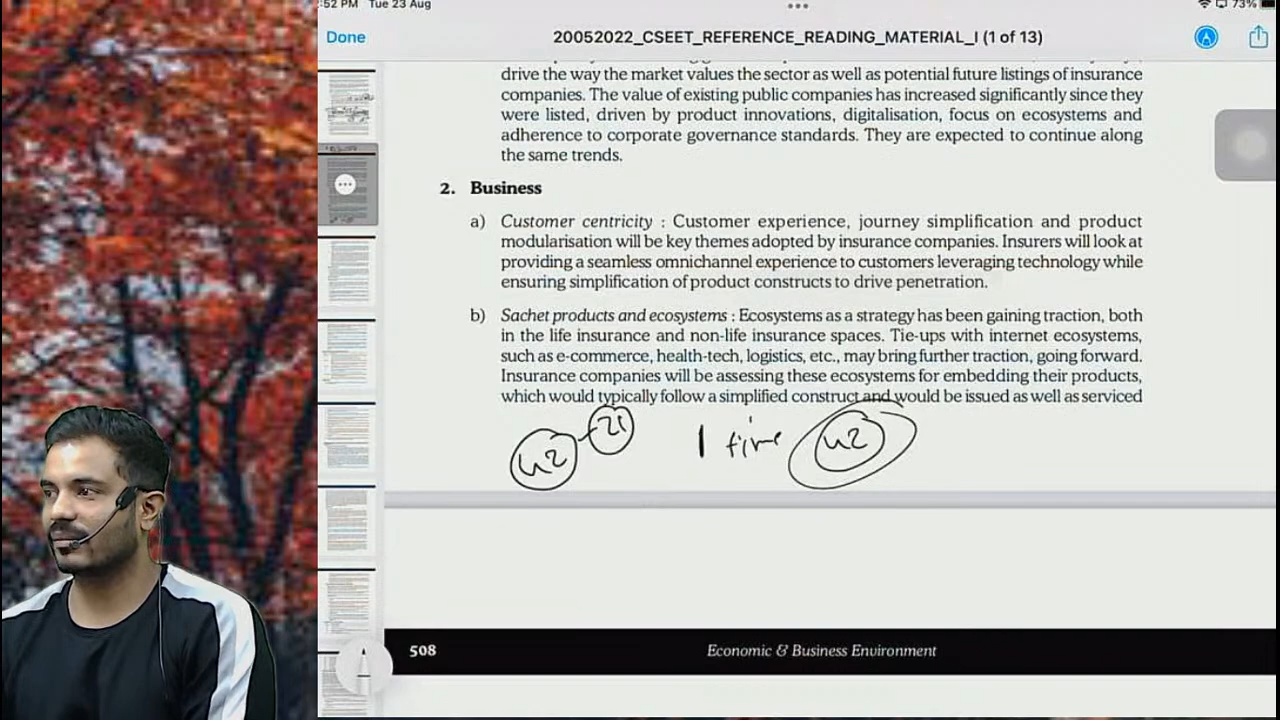 :52 PM Tue 23 Aug
73%
Done
20052022_CSEET_REFERENCE_READING_MATERIAL_I (1 of 13)
drive the way the market values the sector as well as potential future listings of insurance
companies. The value of existing public companies has increased significantly since they
were listed, driven by product innovations, digitalisation, focus on ecosystems and
adherence to corporate governance standards. They are expected to continue along
the same trends.
2. Business
a) Customer centricity : Customer experience, journey simplification and product
modularisation will be key themes adopted by insurance companies. Insurers will look at
providing a seamless omnichannel experience to customers leveraging technology while
ensuring simplification of product constructs to drive penetration.
b) Sachet products and ecosystems : Ecosystems as a strategy has been gaining traction, both
in the life insurance and non-life insurance spaces. Tie-ups with internet ecosystems,
such as e-commerce, health-tech, logistics etc., may bring further traction, going forward.
Insurance companies will be assessing these ecosystems for embedding their products,
which would typically follow a simplified construct and would be issued as well as serviced
42 21 1 42
508
Economic & Business Environment